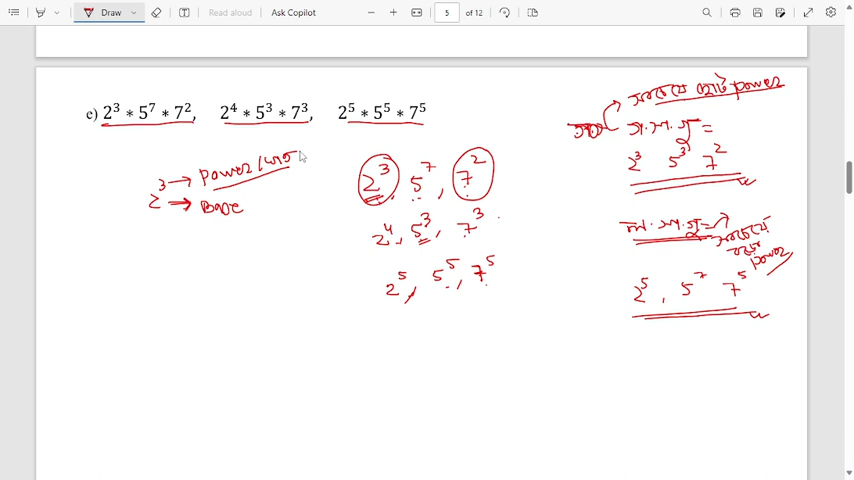 Draw
Read aloud
Ask Copilot
5 of 12
c) 2³ * 5⁷ * 7², 2⁴ * 5³ * 7³, 2⁵ * 5⁵ * 7⁵
2³ → Power/ঘাত
→ Base
2³, 5⁷, 7²
2⁴, 5³, 7³.
2⁵, 5⁵, 7⁵
সবচেয়ে ছোট power
গ.সা.গু =
2³ 5³ 7²
ল.সা.গু =
সবচেয়ে
বড় power
2⁵, 5⁷ 7⁵